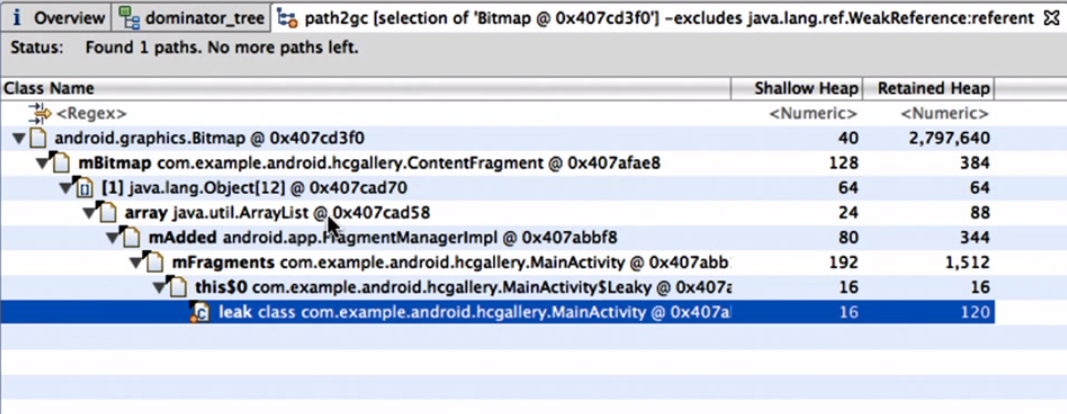 i Overview dominator_tree path2gc [selection of 'Bitmap @ 0x407cd3f0'] -excludes java.lang.ref.WeakReference:referent
Status: Found 1 paths. No more paths left.
Class Name Shallow Heap Retained Heap
<Regex> <Numeric> <Numeric>
android.graphics.Bitmap @ 0x407cd3f0 40 2,797,640
mBitmap com.example.android.hcgallery.ContentFragment @ 0x407afae8 128 384
[1] java.lang.Object[12] @ 0x407cad70 64 64
array java.util.ArrayList @ 0x407cad58 24 88
mAdded android.app.FragmentManagerImpl @ 0x407abbf8 80 344
mFragments com.example.android.hcgallery.MainActivity @ 0x407abb 192 1,512
this$0 com.example.android.hcgallery.MainActivity$Leaky @ 0x407a 16 16
leak class com.example.android.hcgallery.MainActivity @ 0x407a 16 120